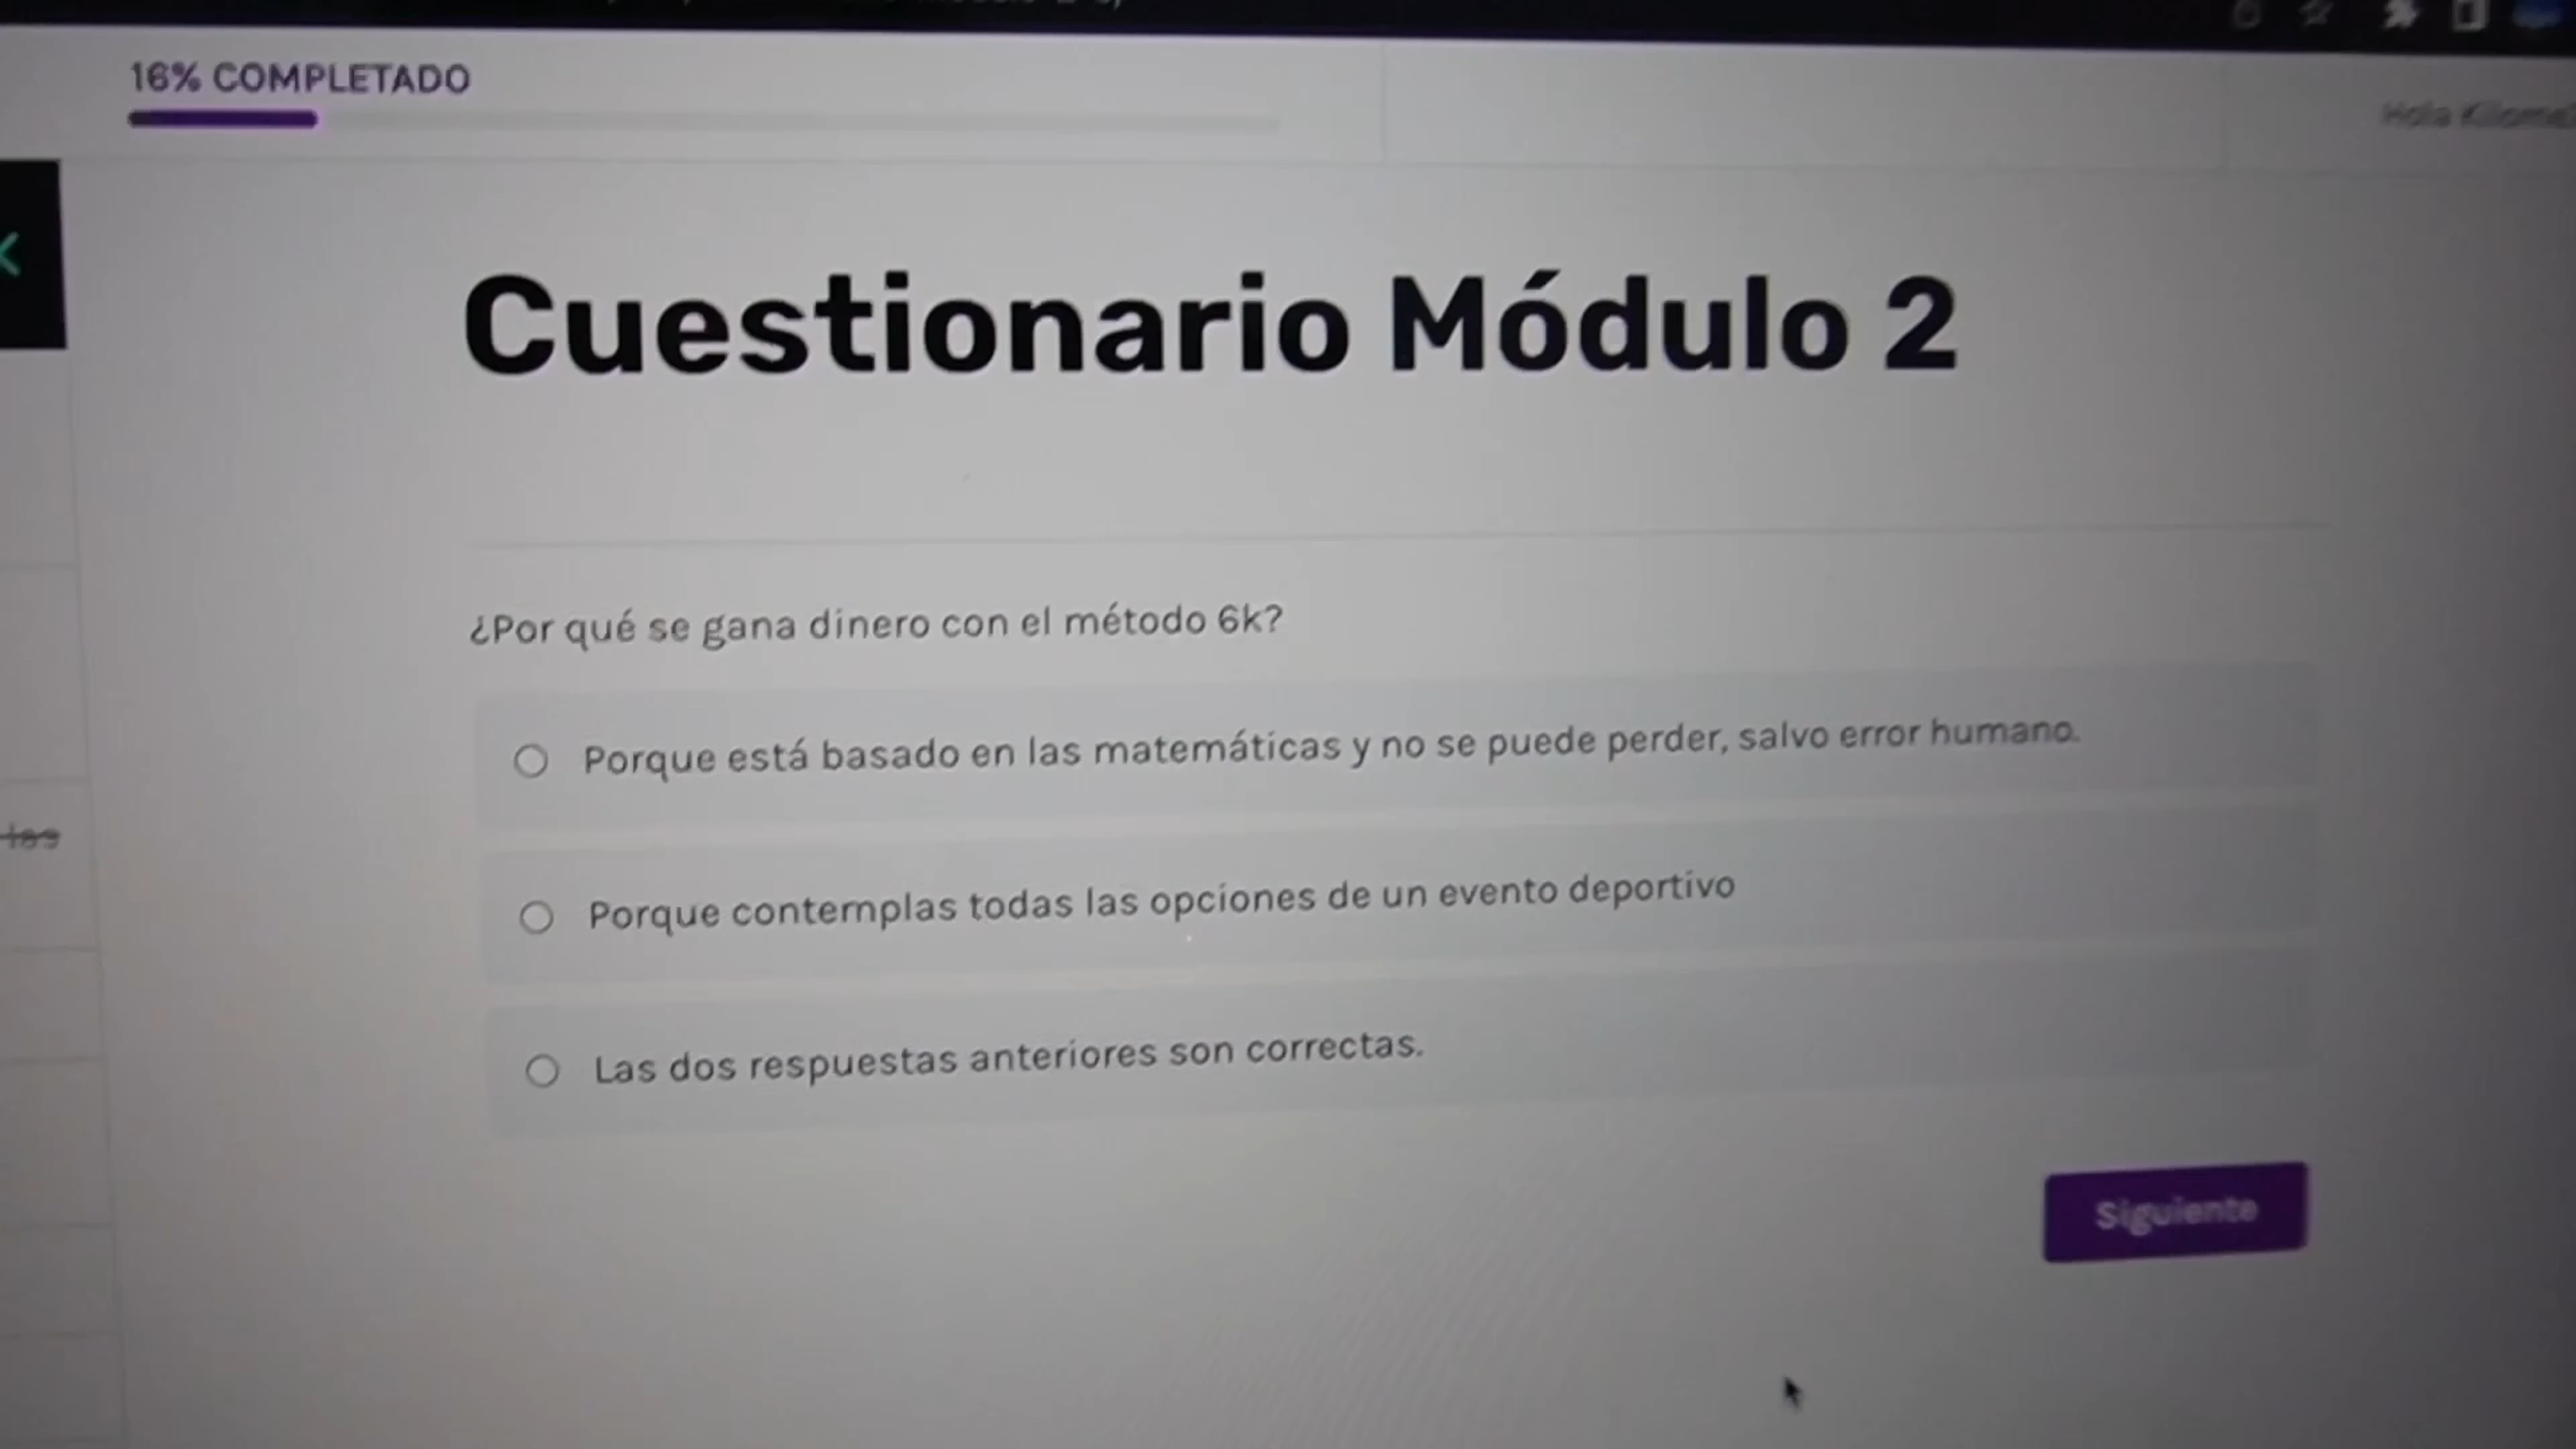 16% COMPLETADO
Hola
Cuestionario Módulo 2
¿Por qué se gana dinero con el método 6k?
Porque está basado en las matemáticas y no se puede perder, salvo error humano.
Porque contemplas todas las opciones de un evento deportivo
las
Las dos respuestas anteriores son correctas.
Siguiente